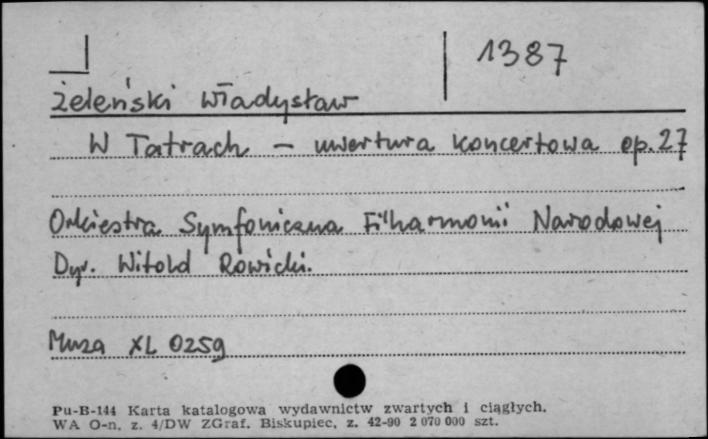 1387
Żeleński Władysław
W Tatrach - uwertura koncertowa op. 27
Orkiestra Symfoniczna Filharmonii Narodowej
Dyr. Witold Rowicki.
Muza XL 0259
Pu-B-144 Karta katalogowa wydawnictw zwartych i ciągłych.
WA O-n. z. 4/DW ZGraf. Biskupiec, z. 42-90 2 070 000 szt.